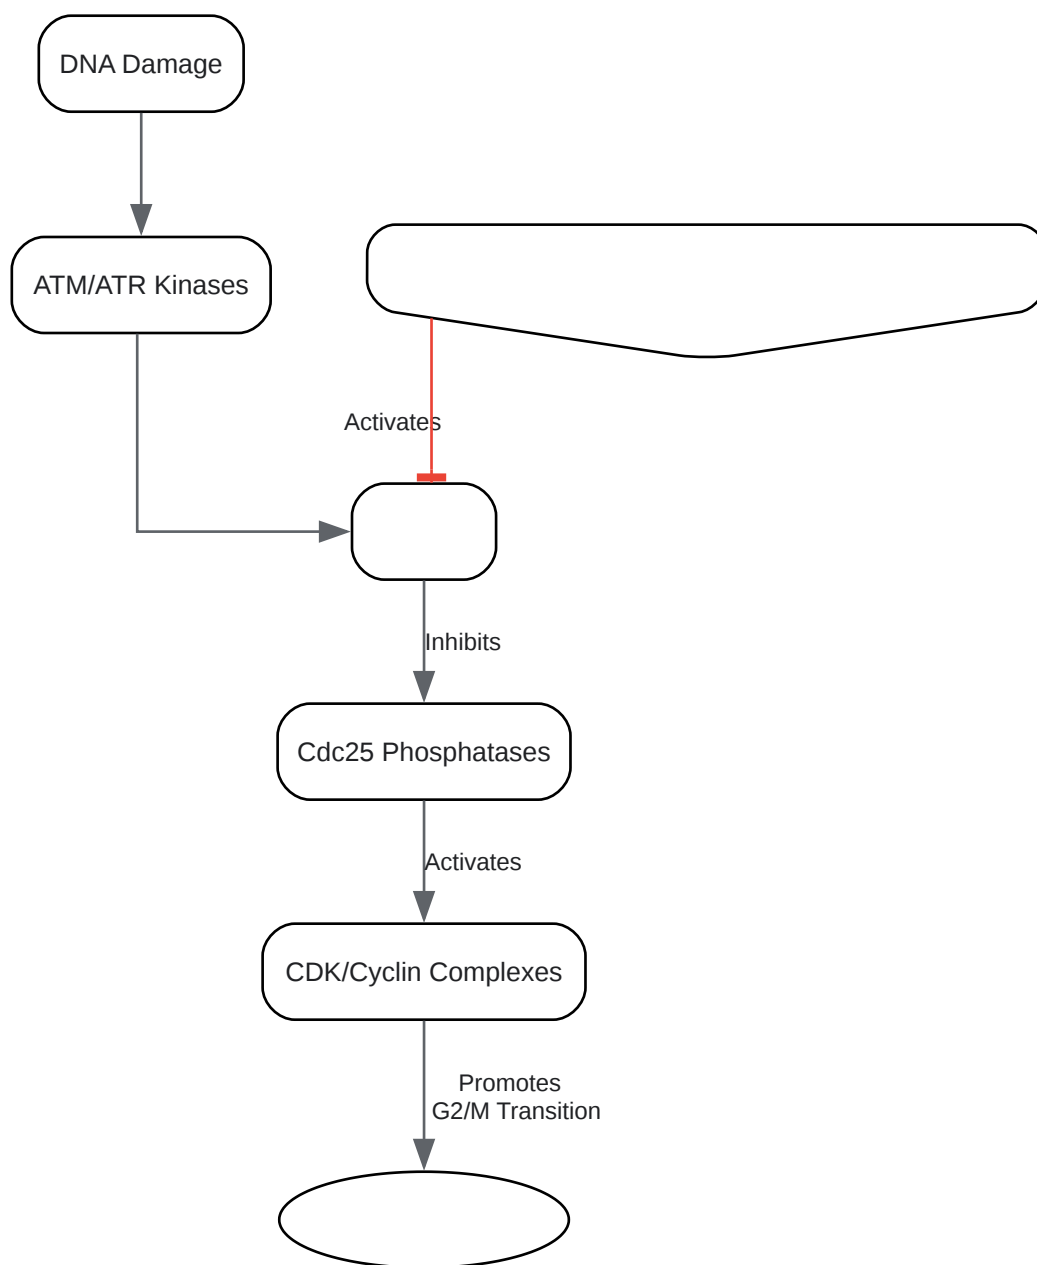 DNA Damage
ATM/ATR Kinases
Activates
Inhibits
Cdc25 Phosphatases
Activates
CDK/Cyclin Complexes
Promotes
G2/M Transition